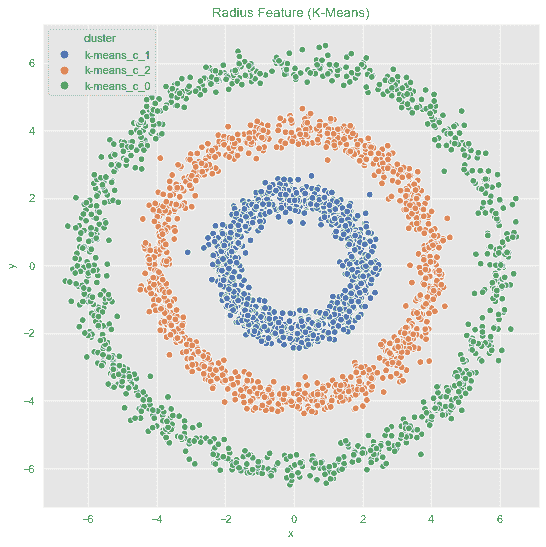 Radius Feature (K-Means)
cluster
k-means_c_1
k-means_c_2
k-means_c_0
6
4
2
0
−2
−4
−6
y
−6 −4 −2 0 2 4 6
x